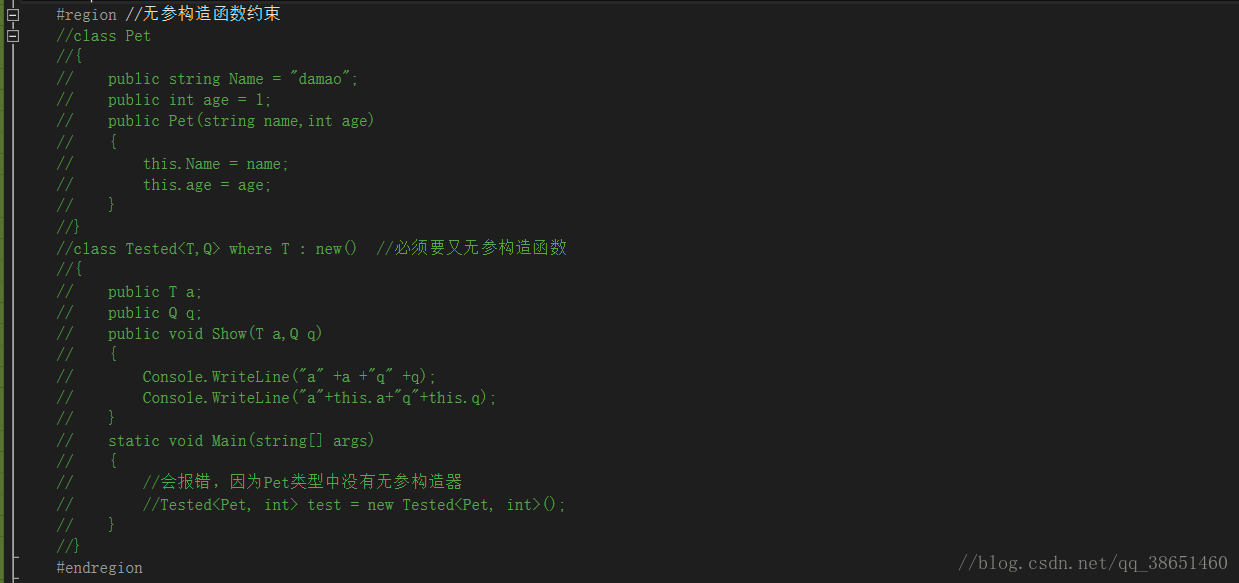 #region //无参构造函数约束
//class Pet
//{
//    public string Name = "damao";
//    public int age = 1;
//    public Pet(string name,int age)
//    {
//        this.Name = name;
//        this.age = age;
//    }
//}
//class Tested<T,Q> where T : new()  //必须要又无参构造函数
//{
//    public T a;
//    public Q q;
//    public void Show(T a,Q q)
//    {
//        Console.WriteLine("a" +a +"q" +q);
//        Console.WriteLine("a"+this.a+"q"+this.q);
//    }
//    static void Main(string[] args)
//    {
//        //会报错，因为Pet类型中没有无参构造器
//        //Tested<Pet, int> test = new Tested<Pet, int>();
//    }
//}
#endregion
//blog.csdn.net/qq_38651460